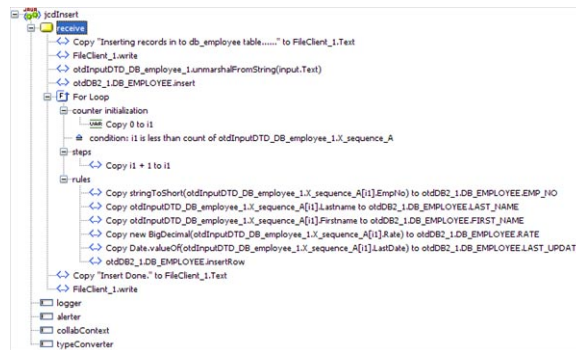 jcdInsert
receive
Copy "Inserting records in to db_employee table......" to FileClient_1.Text
FileClient_1.write
otdInputDTD_DB_employee_1.unmarshalFromString(input.Text)
otdDB2_1.DB_EMPLOYEE.insert
For Loop
counter initialization
Copy 0 to i1
condition: i1 is less than count of otdInputDTD_DB_employee_1.X_sequence_A
steps
Copy i1 + 1 to i1
rules
Copy stringToShort(otdInputDTD_DB_employee_1.X_sequence_A[i1].EmpNo) to otdDB2_1.DB_EMPLOYEE.EMP_NO
Copy otdInputDTD_DB_employee_1.X_sequence_A[i1].Lastname to otdDB2_1.DB_EMPLOYEE.LAST_NAME
Copy otdInputDTD_DB_employee_1.X_sequence_A[i1].Firstname to otdDB2_1.DB_EMPLOYEE.FIRST_NAME
Copy new BigDecimal(otdInputDTD_DB_employee_1.X_sequence_A[i1].Rate) to otdDB2_1.DB_EMPLOYEE.RATE
Copy Date.valueOf(otdInputDTD_DB_employee_1.X_sequence_A[i1].LastDate) to otdDB2_1.DB_EMPLOYEE.LAST_UPDAT
otdDB2_1.DB_EMPLOYEE.insertRow
Copy "Insert Done." to FileClient_1.Text
FileClient_1.write
logger
alerter
collabContext
typeConverter